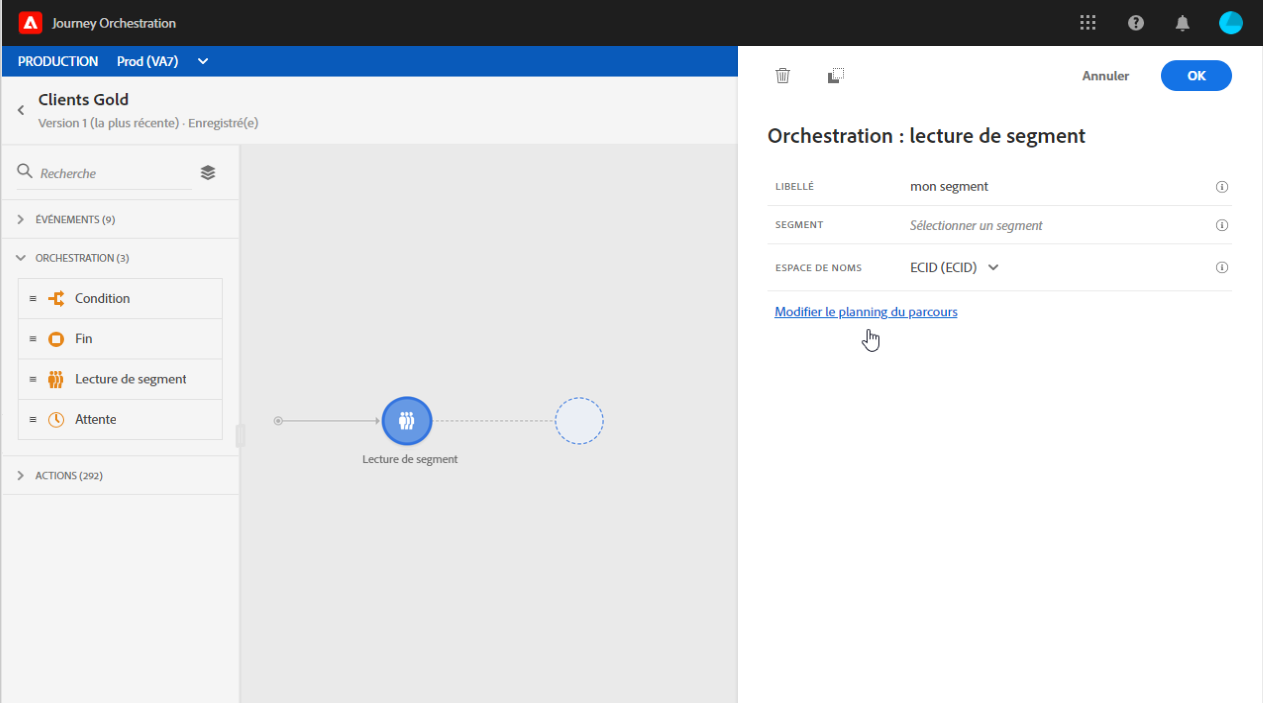 Journey Orchestration
PRODUCTION Prod (VA7)
Clients Gold
Version 1 (la plus récente) · Enregistré(e)
Recherche
ÉVÉNEMENTS (9)
ORCHESTRATION (3)
Condition
Fin
Lecture de segment
Attente
ACTIONS (292)
Lecture de segment
Annuler OK
Orchestration : lecture de segment
LIBELLÉ mon segment
SEGMENT Sélectionner un segment
ESPACE DE NOMS ECID (ECID)
Modifier le planning du parcours